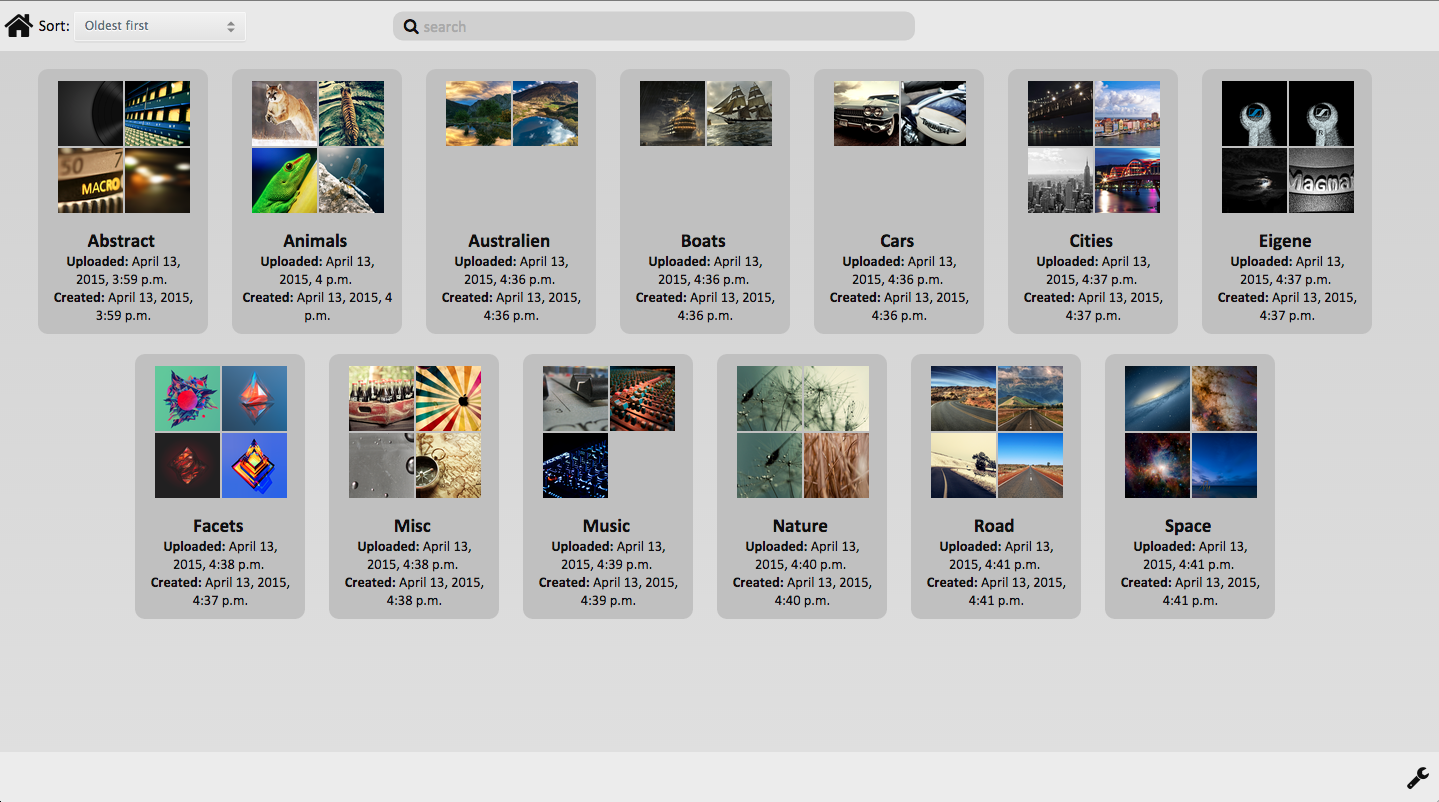 Sort: Oldest first search
50 7
MACRO
TRIUMPH
R
Magmat
Abstract
Uploaded: April 13,
2015, 3:59 p.m.
Created: April 13, 2015,
3:59 p.m.
Animals
Uploaded: April 13,
2015, 4 p.m.
Created: April 13, 2015, 4
p.m.
Australien
Uploaded: April 13,
2015, 4:36 p.m.
Created: April 13, 2015,
4:36 p.m.
Boats
Uploaded: April 13,
2015, 4:36 p.m.
Created: April 13, 2015,
4:36 p.m.
Cars
Uploaded: April 13,
2015, 4:36 p.m.
Created: April 13, 2015,
4:36 p.m.
Cities
Uploaded: April 13,
2015, 4:37 p.m.
Created: April 13, 2015,
4:37 p.m.
Eigene
Uploaded: April 13,
2015, 4:37 p.m.
Created: April 13, 2015,
4:37 p.m.
Facets
Uploaded: April 13,
2015, 4:38 p.m.
Created: April 13, 2015,
4:37 p.m.
Misc
Uploaded: April 13,
2015, 4:38 p.m.
Created: April 13, 2015,
4:38 p.m.
Music
Uploaded: April 13,
2015, 4:39 p.m.
Created: April 13, 2015,
4:39 p.m.
Nature
Uploaded: April 13,
2015, 4:40 p.m.
Created: April 13, 2015,
4:40 p.m.
Road
Uploaded: April 13,
2015, 4:41 p.m.
Created: April 13, 2015,
4:41 p.m.
Space
Uploaded: April 13,
2015, 4:41 p.m.
Created: April 13, 2015,
4:41 p.m.